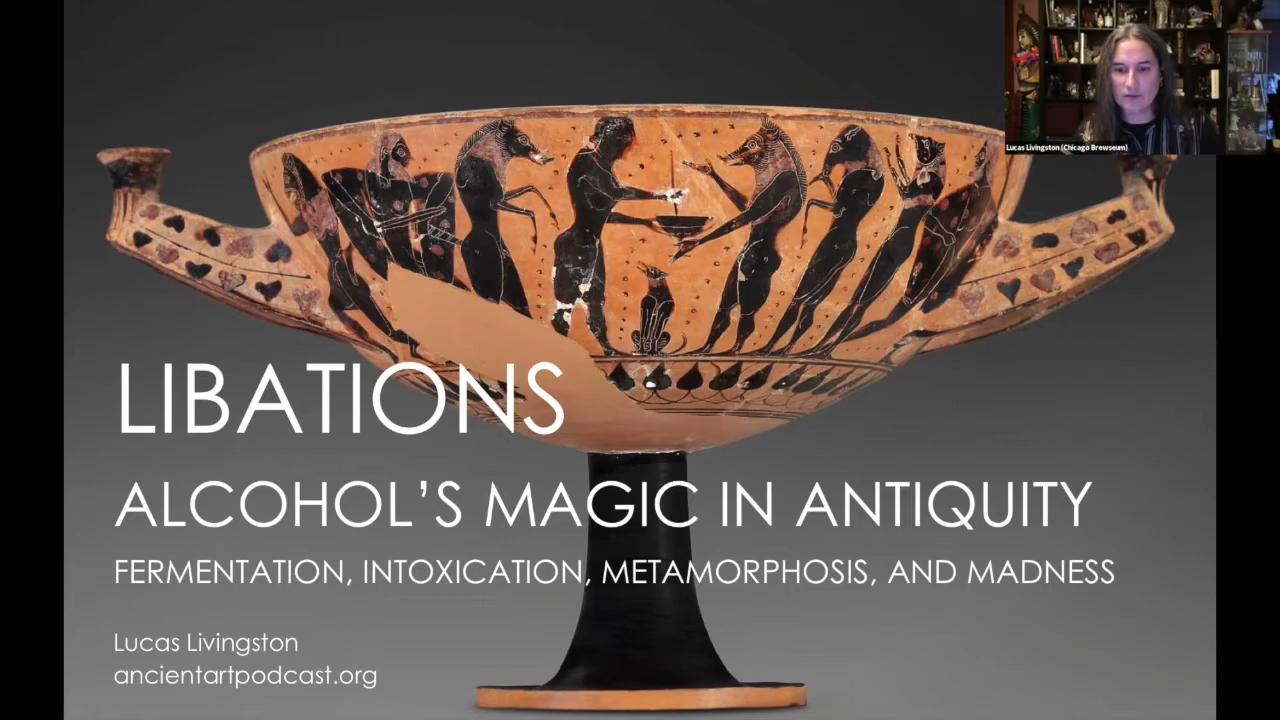 Lucas Livingston (Chicago Brewseum)
LIBATIONS
ALCOHOL'S MAGIC IN ANTIQUITY
FERMENTATION, INTOXICATION, METAMORPHOSIS, AND MADNESS
Lucas Livingston
ancientartpodcast.org